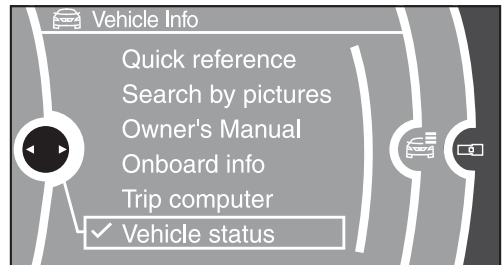 Vehicle Info
Quick reference
Search by pictures
Owner's Manual
Onboard info
Trip computer
Vehicle status